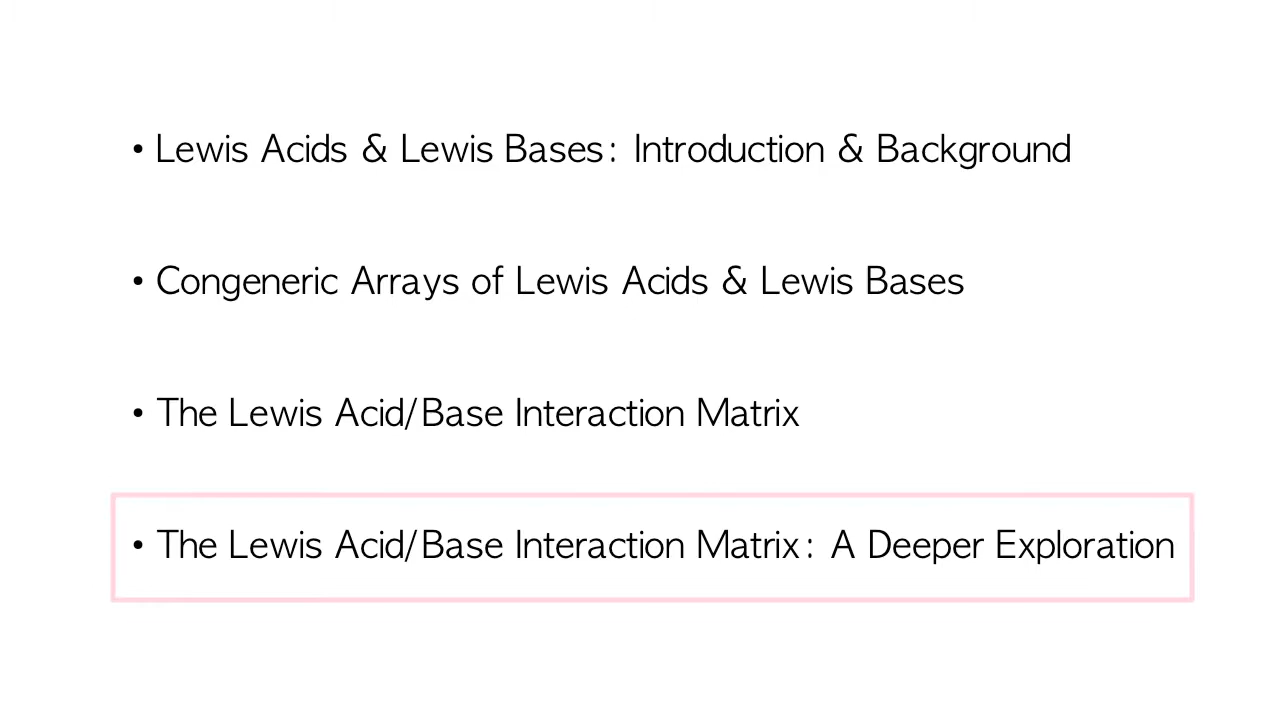 • Lewis Acids & Lewis Bases: Introduction & Background
• Congeneric Arrays of Lewis Acids & Lewis Bases
• The Lewis Acid/Base Interaction Matrix
• The Lewis Acid/Base Interaction Matrix: A Deeper Exploration